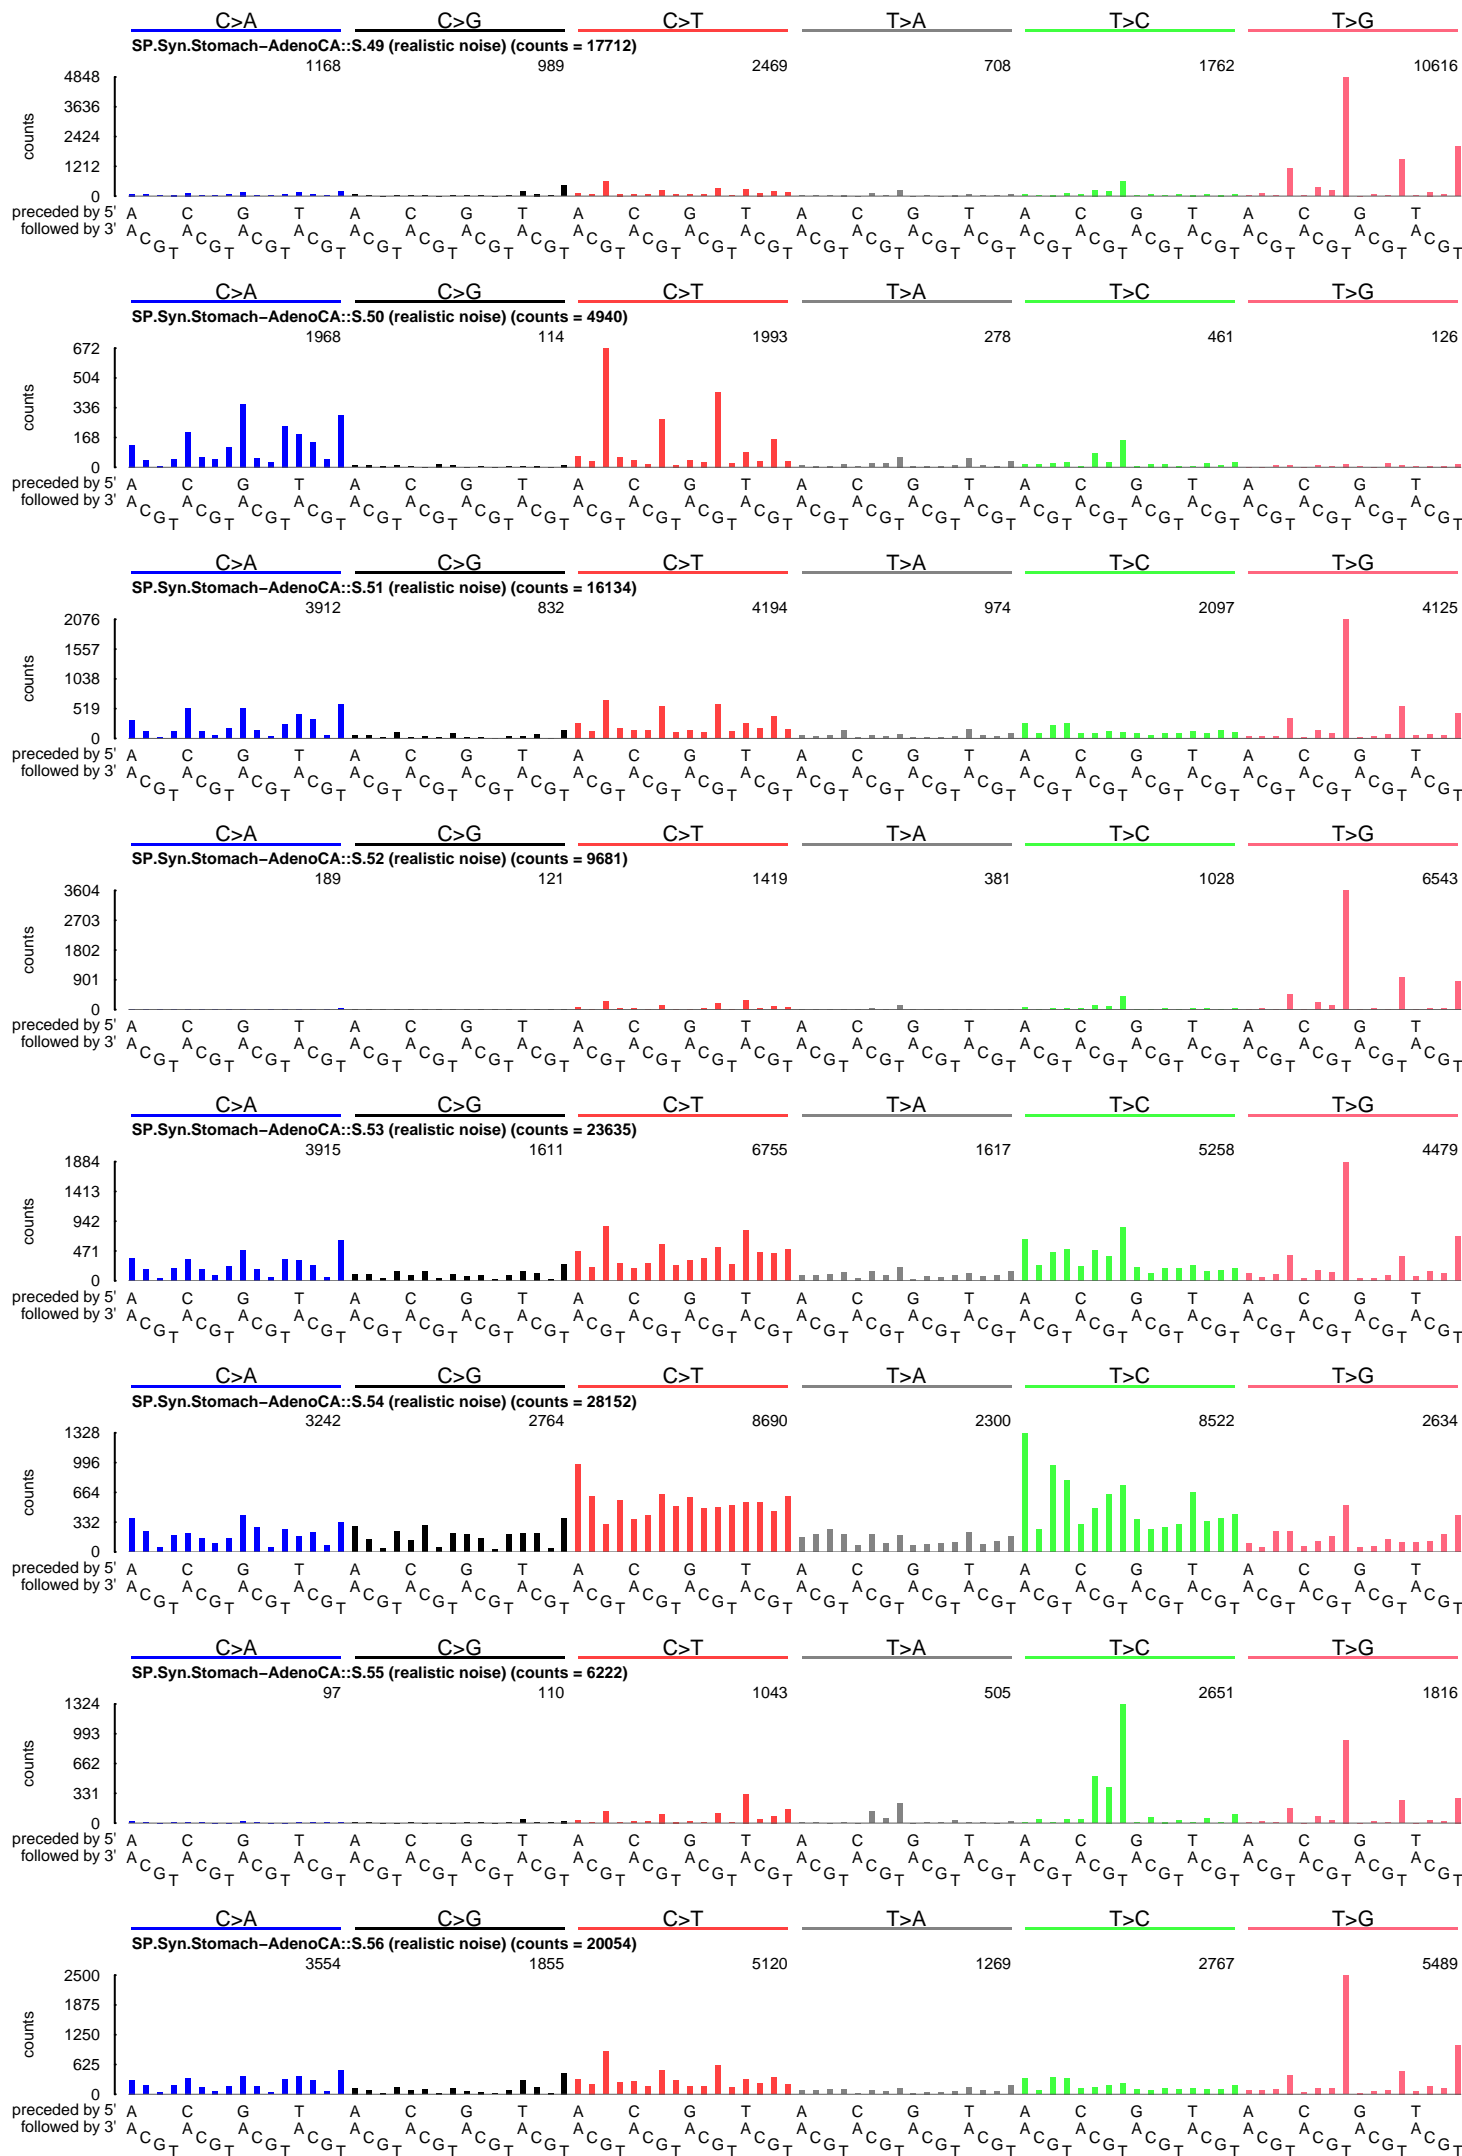 C>A C>G C>T T>A T>C T>G
SP.Syn.Stomach−AdenoCA::S.49 (realistic noise) (counts = 17712)
1168 989 2469 708 1762 10616
4848
3636
2424
1212
0
counts
preceded by 5' A C G T A C G T A C G T A C G T A C G T A C G T
followed by 3' A C G T A C G T A C G T A C G T A C G T A C G T A C G T A C G T A C G T A C G T A C G T A C G T A C G T A C G T A C G T A C G T A C G T A C G T A C G T A C G T A C G T A C G T A C G T A C G T
C>A C>G C>T T>A T>C T>G
SP.Syn.Stomach−AdenoCA::S.50 (realistic noise) (counts = 4940)
1968 114 1993 278 461 126
672
504
336
168
0
counts
preceded by 5' A C G T A C G T A C G T A C G T A C G T A C G T
followed by 3' A C G T A C G T A C G T A C G T A C G T A C G T A C G T A C G T A C G T A C G T A C G T A C G T A C G T A C G T A C G T A C G T A C G T A C G T A C G T A C G T A C G T A C G T A C G T A C G T
C>A C>G C>T T>A T>C T>G
SP.Syn.Stomach−AdenoCA::S.51 (realistic noise) (counts = 16134)
3912 832 4194 974 2097 4125
2076
1557
1038
519
0
counts
preceded by 5' A C G T A C G T A C G T A C G T A C G T A C G T
followed by 3' A C G T A C G T A C G T A C G T A C G T A C G T A C G T A C G T A C G T A C G T A C G T A C G T A C G T A C G T A C G T A C G T A C G T A C G T A C G T A C G T A C G T A C G T A C G T A C G T
C>A C>G C>T T>A T>C T>G
SP.Syn.Stomach−AdenoCA::S.52 (realistic noise) (counts = 9681)
189 121 1419 381 1028 6543
3604
2703
1802
901
0
counts
preceded by 5' A C G T A C G T A C G T A C G T A C G T A C G T
followed by 3' A C G T A C G T A C G T A C G T A C G T A C G T A C G T A C G T A C G T A C G T A C G T A C G T A C G T A C G T A C G T A C G T A C G T A C G T A C G T A C G T A C G T A C G T A C G T A C G T
C>A C>G C>T T>A T>C T>G
SP.Syn.Stomach−AdenoCA::S.53 (realistic noise) (counts = 23635)
3915 1611 6755 1617 5258 4479
1884
1413
942
471
0
counts
preceded by 5' A C G T A C G T A C G T A C G T A C G T A C G T
followed by 3' A C G T A C G T A C G T A C G T A C G T A C G T A C G T A C G T A C G T A C G T A C G T A C G T A C G T A C G T A C G T A C G T A C G T A C G T A C G T A C G T A C G T A C G T A C G T A C G T
C>A C>G C>T T>A T>C T>G
SP.Syn.Stomach−AdenoCA::S.54 (realistic noise) (counts = 28152)
3242 2764 8690 2300 8522 2634
1328
996
664
332
0
counts
preceded by 5' A C G T A C G T A C G T A C G T A C G T A C G T
followed by 3' A C G T A C G T A C G T A C G T A C G T A C G T A C G T A C G T A C G T A C G T A C G T A C G T A C G T A C G T A C G T A C G T A C G T A C G T A C G T A C G T A C G T A C G T A C G T A C G T
C>A C>G C>T T>A T>C T>G
SP.Syn.Stomach−AdenoCA::S.55 (realistic noise) (counts = 6222)
97 110 1043 505 2651 1816
1324
993
662
331
0
counts
preceded by 5' A C G T A C G T A C G T A C G T A C G T A C G T
followed by 3' A C G T A C G T A C G T A C G T A C G T A C G T A C G T A C G T A C G T A C G T A C G T A C G T A C G T A C G T A C G T A C G T A C G T A C G T A C G T A C G T A C G T A C G T A C G T A C G T
C>A C>G C>T T>A T>C T>G
SP.Syn.Stomach−AdenoCA::S.56 (realistic noise) (counts = 20054)
3554 1855 5120 1269 2767 5489
2500
1875
1250
625
0
counts
preceded by 5' A C G T A C G T A C G T A C G T A C G T A C G T
followed by 3' A C G T A C G T A C G T A C G T A C G T A C G T A C G T A C G T A C G T A C G T A C G T A C G T A C G T A C G T A C G T A C G T A C G T A C G T A C G T A C G T A C G T A C G T A C G T A C G T